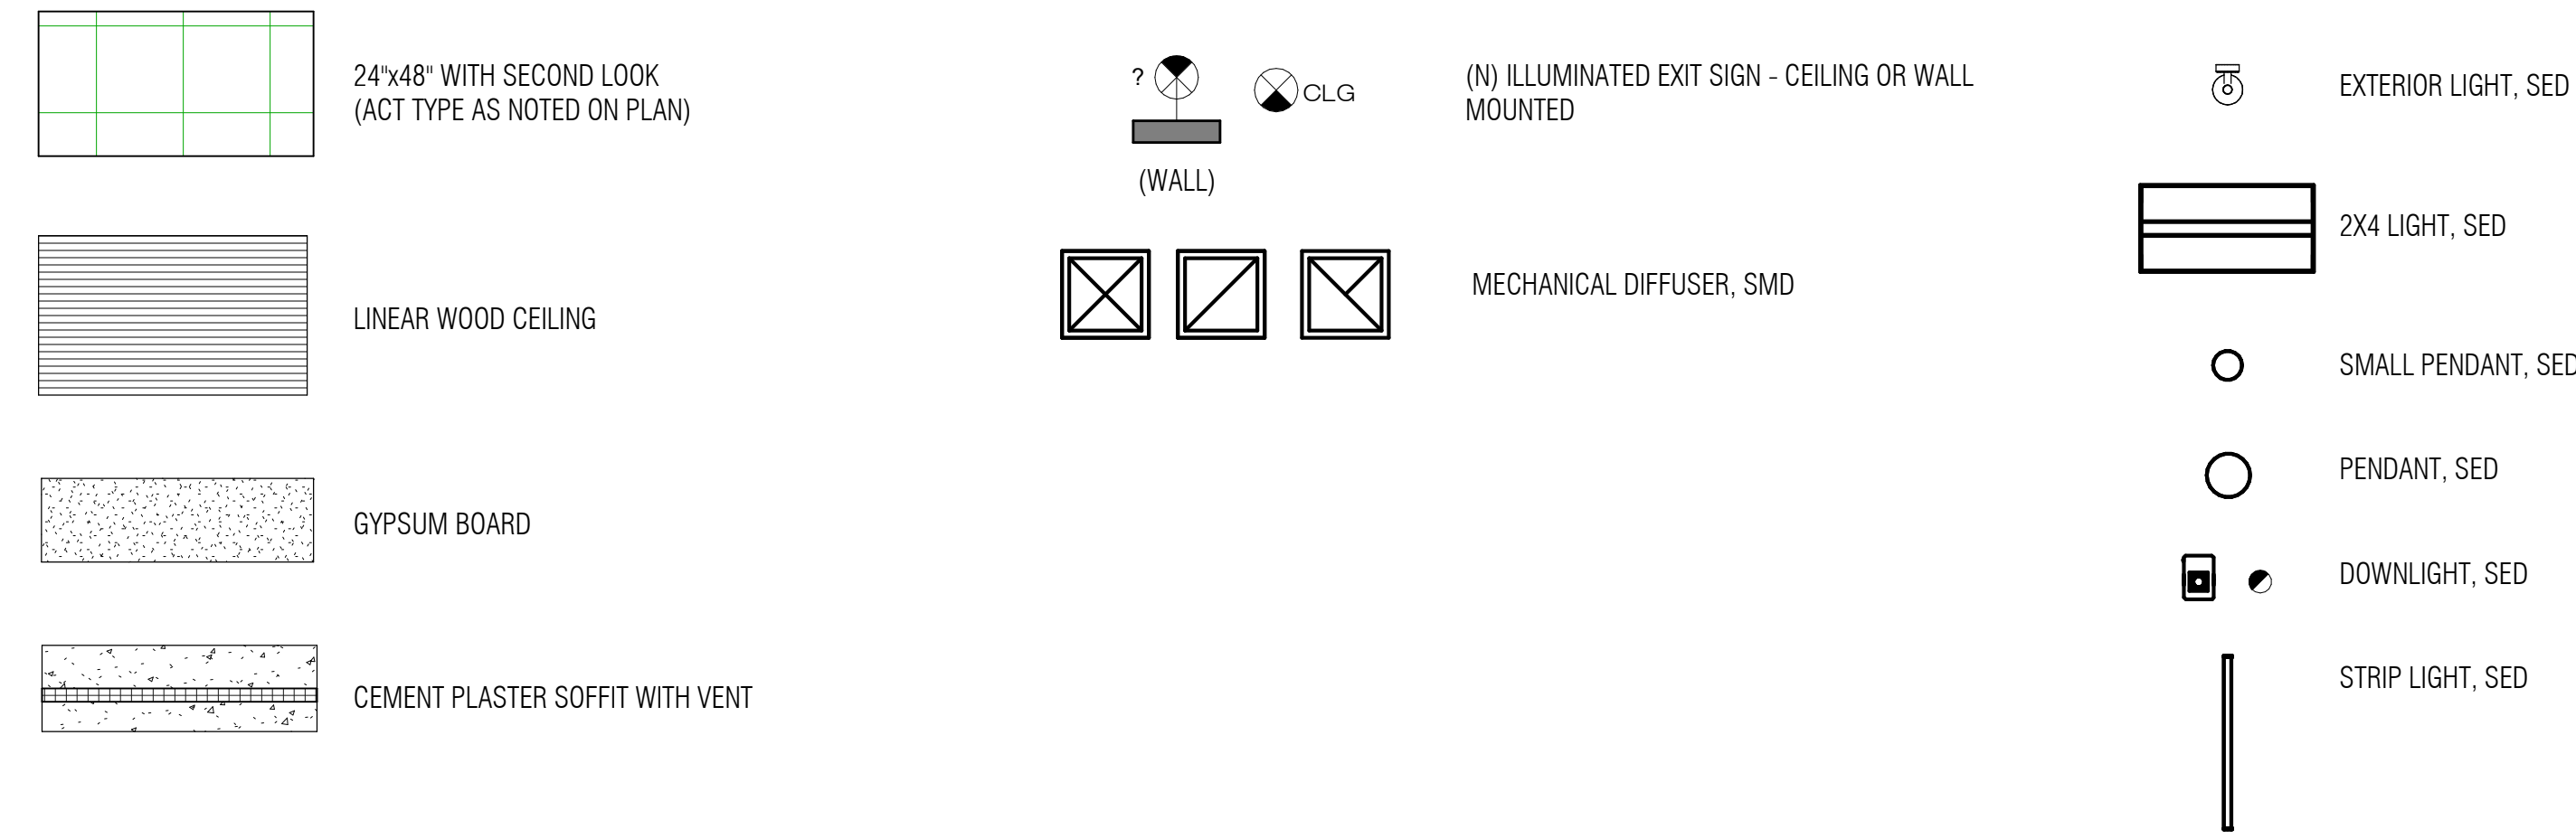 24"x48" WITH SECOND LOOK
(ACT TYPE AS NOTED ON PLAN)
LINEAR WOOD CEILING
GYPSUM BOARD
CEMENT PLASTER SOFFIT WITH VENT
?
CLG
(WALL)
(N) ILLUMINATED EXIT SIGN - CEILING OR WALL
MOUNTED
MECHANICAL DIFFUSER, SMD
EXTERIOR LIGHT, SED
2X4 LIGHT, SED
SMALL PENDANT, SED
PENDANT, SED
DOWNLIGHT, SED
STRIP LIGHT, SED